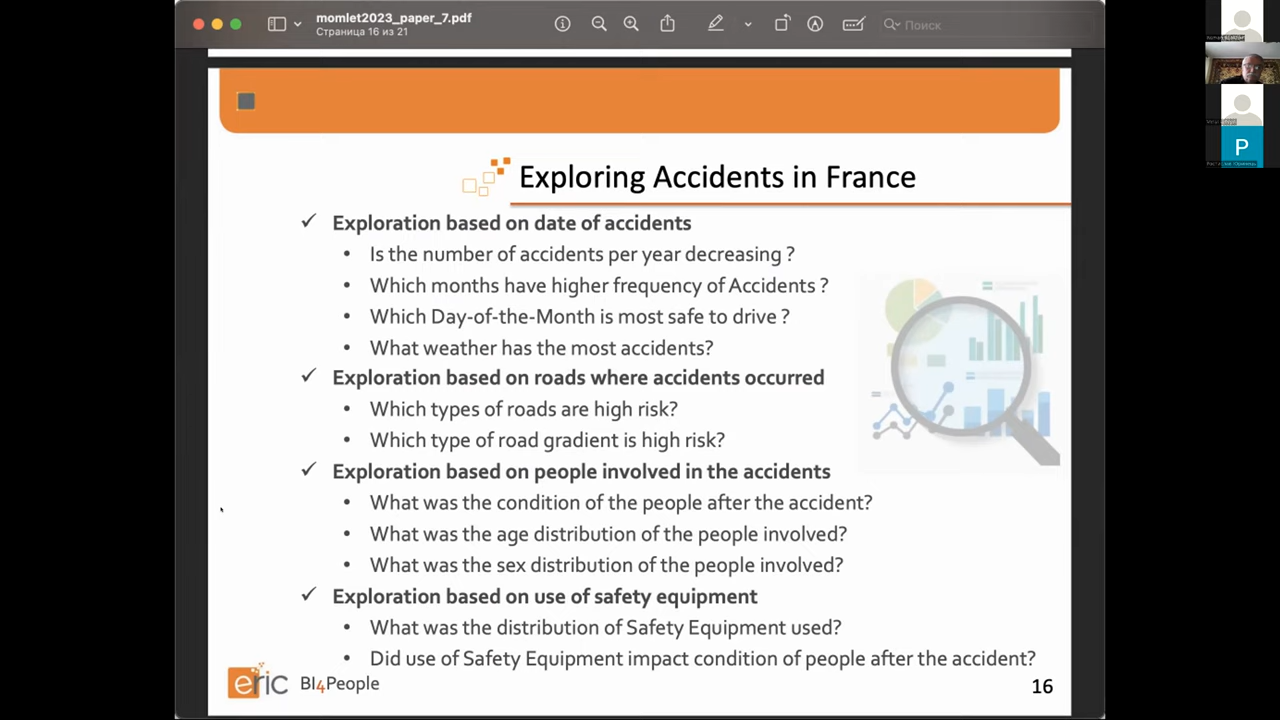 momlet2023_paper_7.pdf
Страница 16 из 21
Поиск
Exploring Accidents in France
✓ Exploration based on date of accidents
• Is the number of accidents per year decreasing ?
• Which months have higher frequency of Accidents ?
• Which Day-of-the-Month is most safe to drive ?
• What weather has the most accidents?
✓ Exploration based on roads where accidents occurred
• Which types of roads are high risk?
• Which type of road gradient is high risk?
✓ Exploration based on people involved in the accidents
• What was the condition of the people after the accident?
• What was the age distribution of the people involved?
• What was the sex distribution of the people involved?
✓ Exploration based on use of safety equipment
• What was the distribution of Safety Equipment used?
• Did use of Safety Equipment impact condition of people after the accident?
eric BI4People
16
P